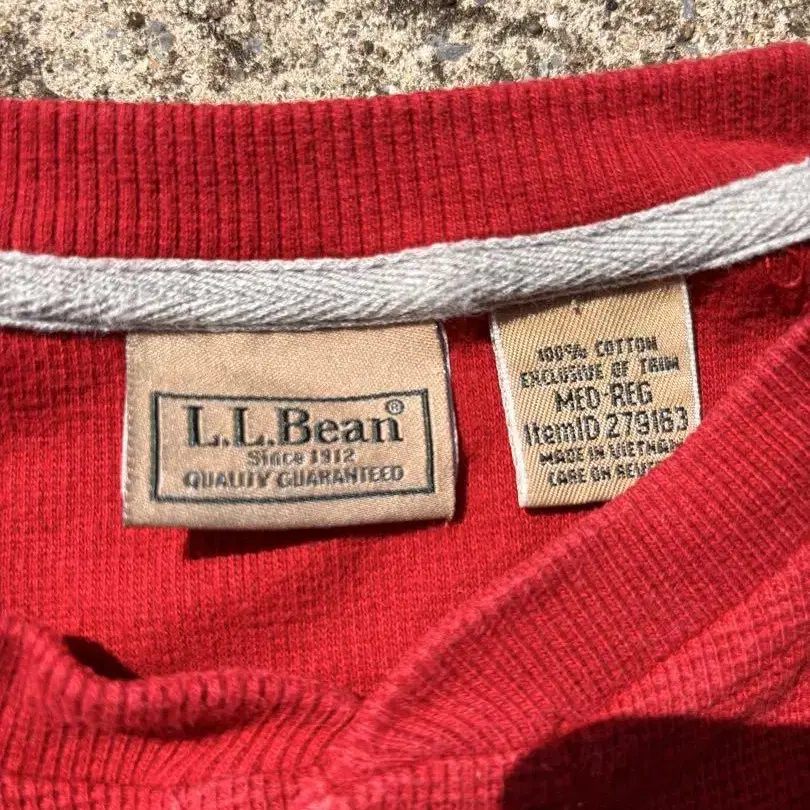 L.L.Bean®
Since 1912
QUALITY GUARANTEED
100% COTTON
EXCLUSIVE OF TRIM
MED-REG
ItemID 279163
MADE IN VIETNAM
CARE ON